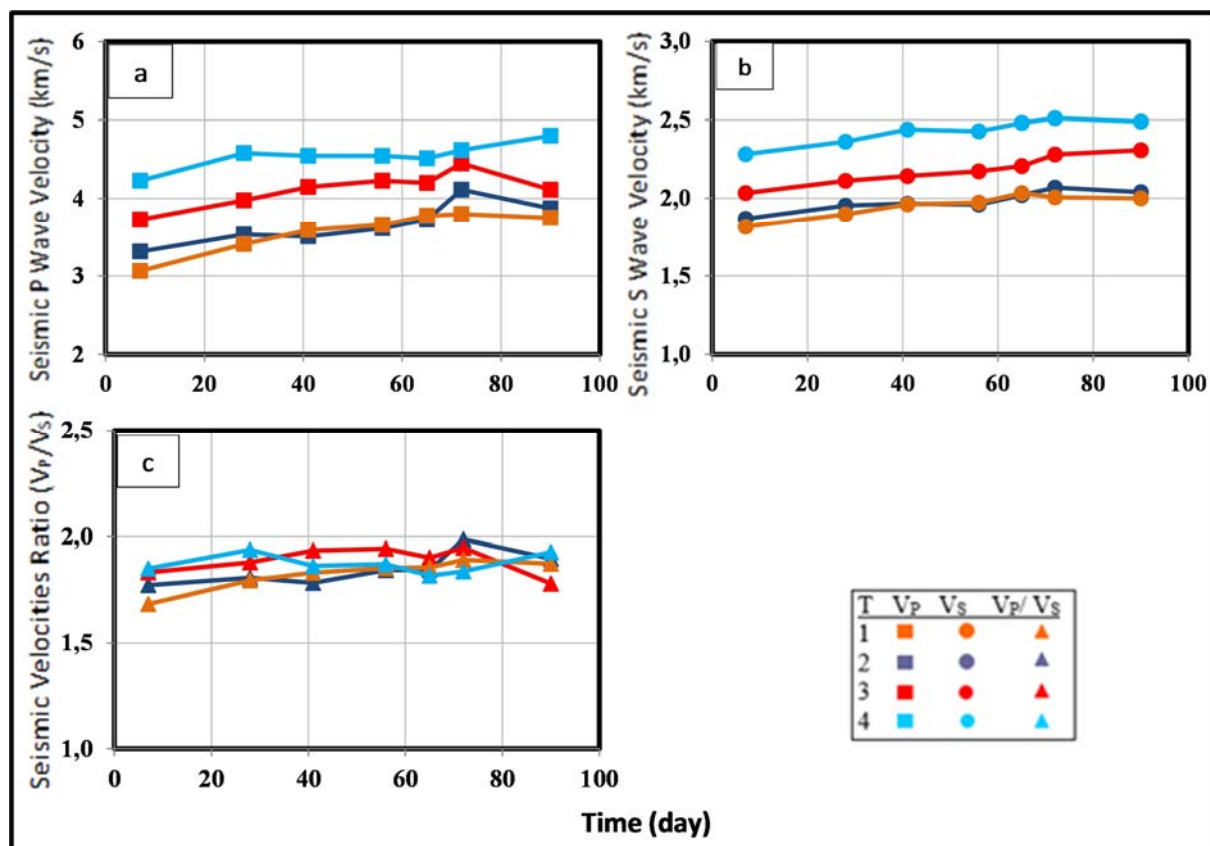 a
Seismic P Wave Velocity (km/s)
6
5
4
3
2
0 20 40 60 80 100
b
Seismic S Wave Velocity (km/s)
3,0
2,5
2,0
1,5
1,0
0 20 40 60 80 100
c
Seismic Velocities Ratio (VP/VS)
2,5
2,0
1,5
1,0
0 20 40 60 80 100
Time (day)
T VP VS VP/ VS
1
2
3
4